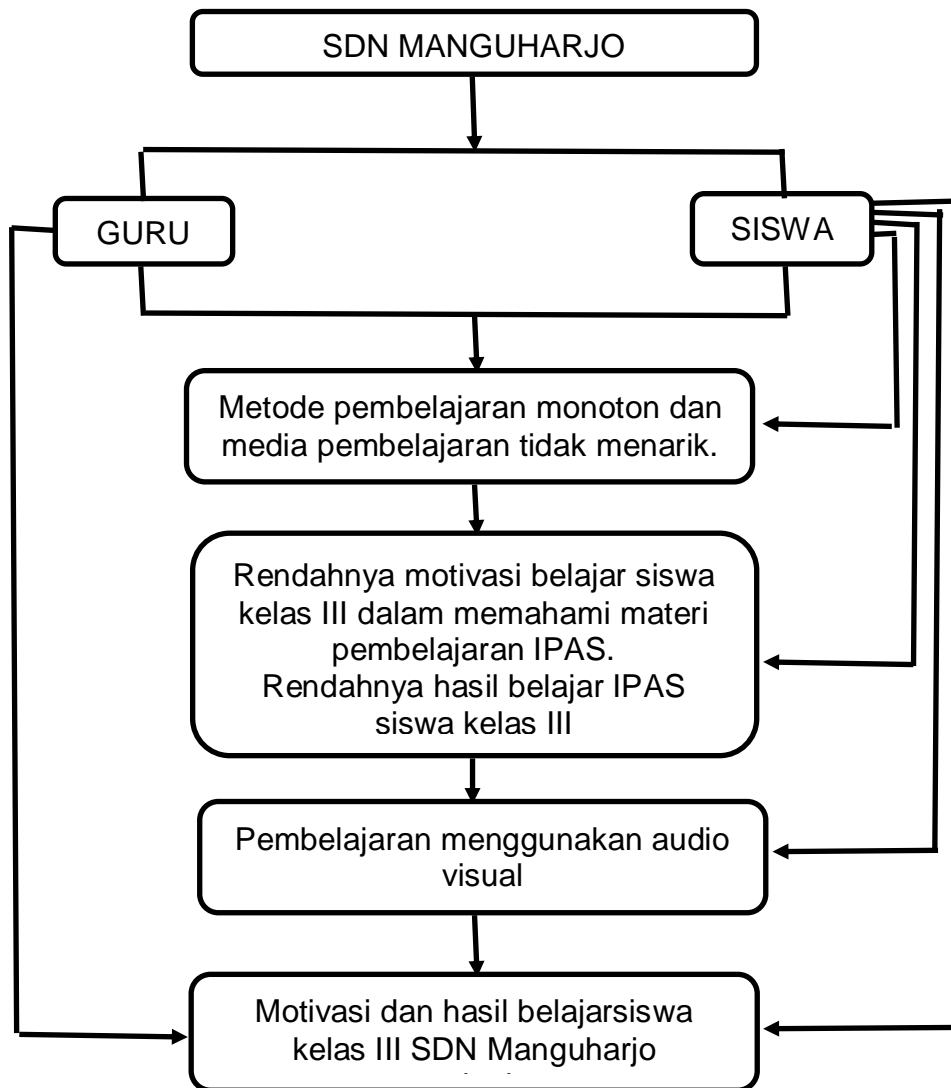 SDN MANGUHARJO
GURU
SISWA
Metode pembelajaran monoton dan
media pembelajaran tidak menarik.
Rendahnya motivasi belajar siswa
kelas III dalam memahami materi
pembelajaran IPAS.
Rendahnya hasil belajar IPAS
siswa kelas III
Pembelajaran menggunakan audio
visual
Motivasi dan hasil belajarsiswa
kelas III SDN Manguharjo